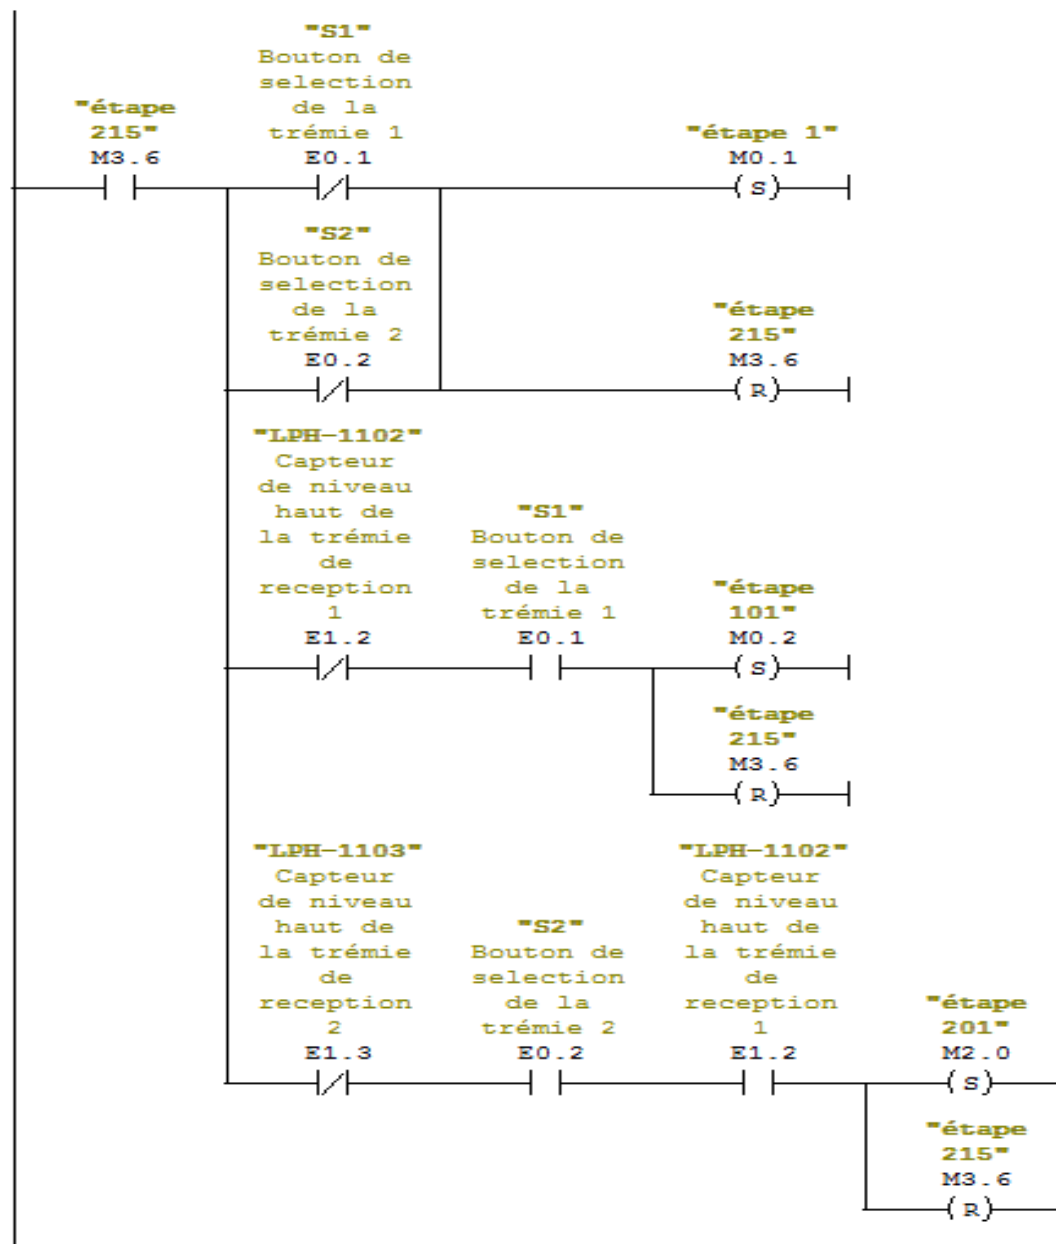 "S1"
Bouton de
selection
de la
trémie 1
E0.1
"étape
215"
M3.6
"étape 1"
M0.1
S
"S2"
Bouton de
selection
de la
trémie 2
E0.2
"étape
215"
M3.6
R
"LPH-1102"
Capteur
de niveau
haut de
la trémie
de
reception
1
E1.2
"S1"
Bouton de
selection
de la
trémie 1
E0.1
"étape
101"
M0.2
S
"étape
215"
M3.6
R
"LPH-1103"
Capteur
de niveau
haut de
la trémie
de
reception
2
E1.3
"S2"
Bouton de
selection
de la
trémie 2
E0.2
"LPH-1102"
Capteur
de niveau
haut de
la trémie
de
reception
1
E1.2
"étape
201"
M2.0
S
"étape
215"
M3.6
R